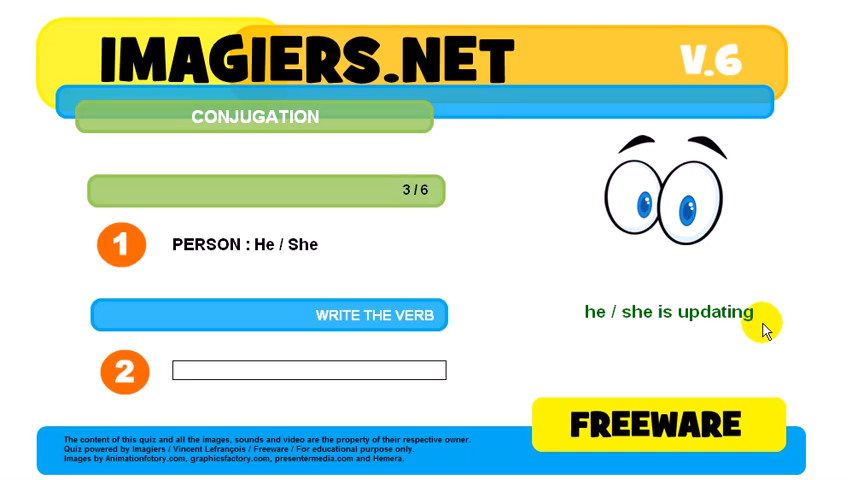 IMAGIERS.NET
V.6
CONJUGATION
3 / 6
1
PERSON : He / She
WRITE THE VERB
he / she is updating
2
FREEWARE
The content of this quiz and all the images, sounds and video are the property of their respective owner.
Quiz powered by Imagiers / Vincent Lefrançois / Freeware / For educational purpose only.
Images by Animationfctory.com, graphicsfactory.com, presentermedia.com and Hemera.